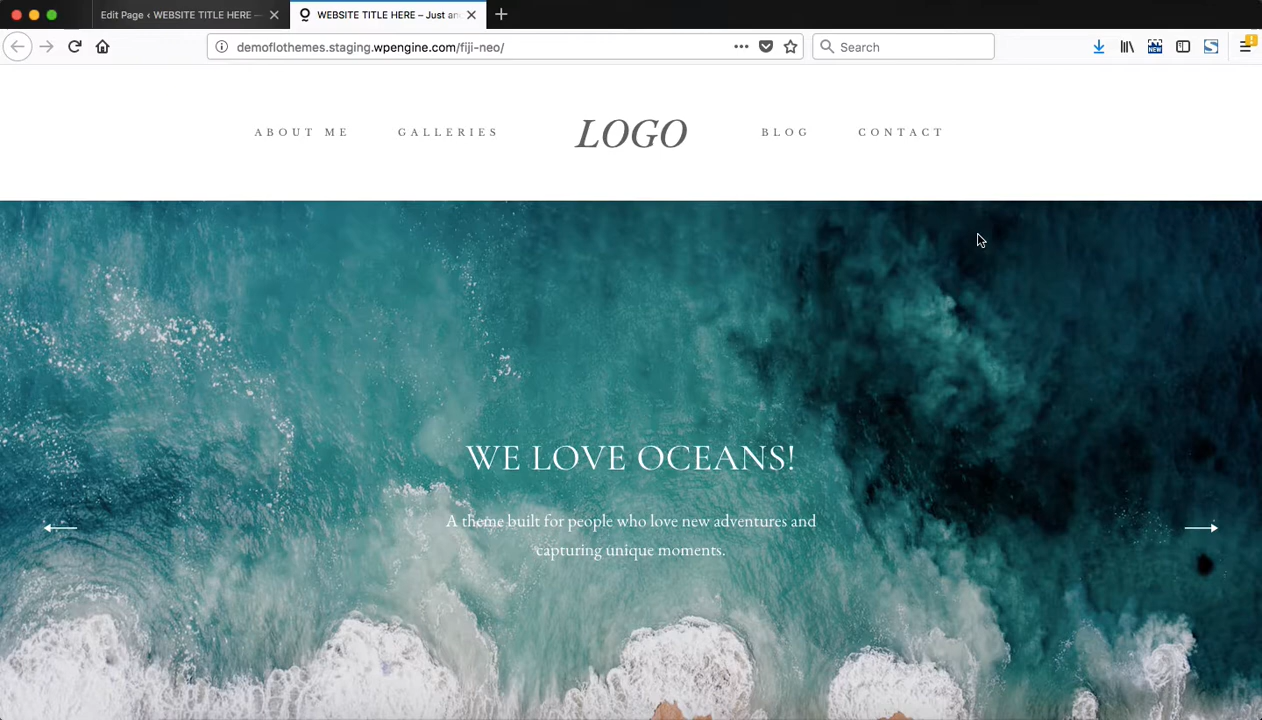 Edit Page ‹ WEBSITE TITLE HERE —
WEBSITE TITLE HERE – Just an
demoflothemes.staging.wpengine.com/fiji-neo/
Search
NEW
ABOUT ME
GALLERIES
LOGO
BLOG
CONTACT
WE LOVE OCEANS!
A theme built for people who love new adventures and
capturing unique moments.